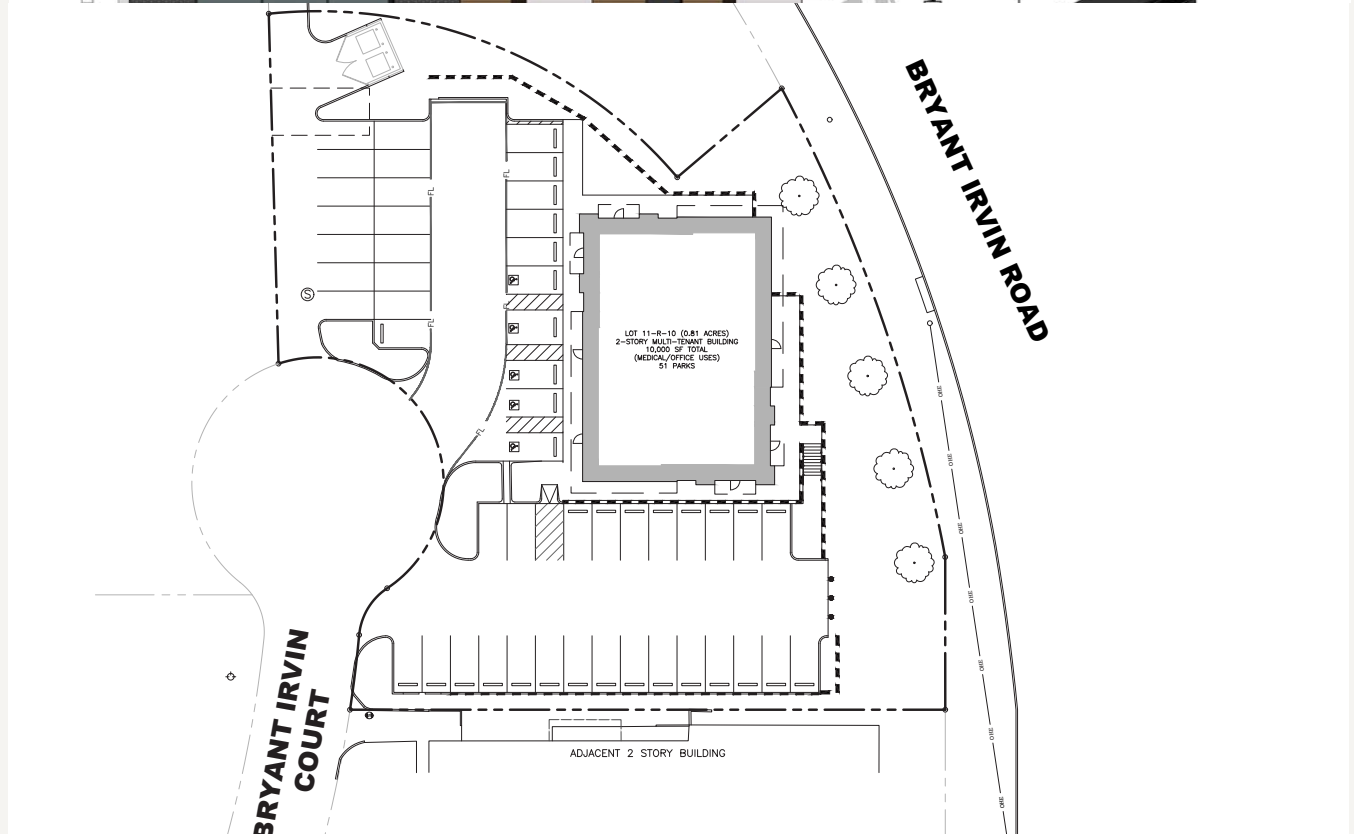 BRYANT IRVIN ROAD
FL
FL
FL
S
LOT 11-R-10 (0.81 ACRES)
2-STORY MULTI-TENANT BUILDING
10,000 SF TOTAL
(MEDICAL/OFFICE USES)
51 PARKS
FL
OHE
OHE
OHE
OHE
OHE
OHE
OHE
BRYANT IRVIN
COURT
ADJACENT 2 STORY BUILDING